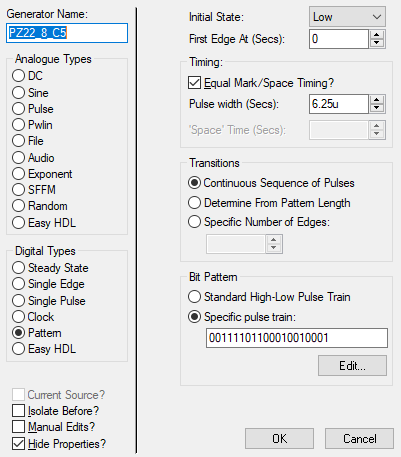 Generator Name:
PZ22_8_C5
Analogue Types
DC
Sine
Pulse
Pwlin
File
Audio
Exponent
SFFM
Random
Easy HDL
Digital Types
Steady State
Single Edge
Single Pulse
Clock
Pattern
Easy HDL
Current Source?
Isolate Before?
Manual Edits?
Hide Properties?
Initial State: Low
First Edge At (Secs): 0
Timing:
Equal Mark/Space Timing?
Pulse width (Secs): 6.25u
'Space' Time (Secs):
Transitions
Continuous Sequence of Pulses
Determine From Pattern Length
Specific Number of Edges:
Bit Pattern
Standard High-Low Pulse Train
Specific pulse train:
00111101100010010001
Edit...
OK Cancel